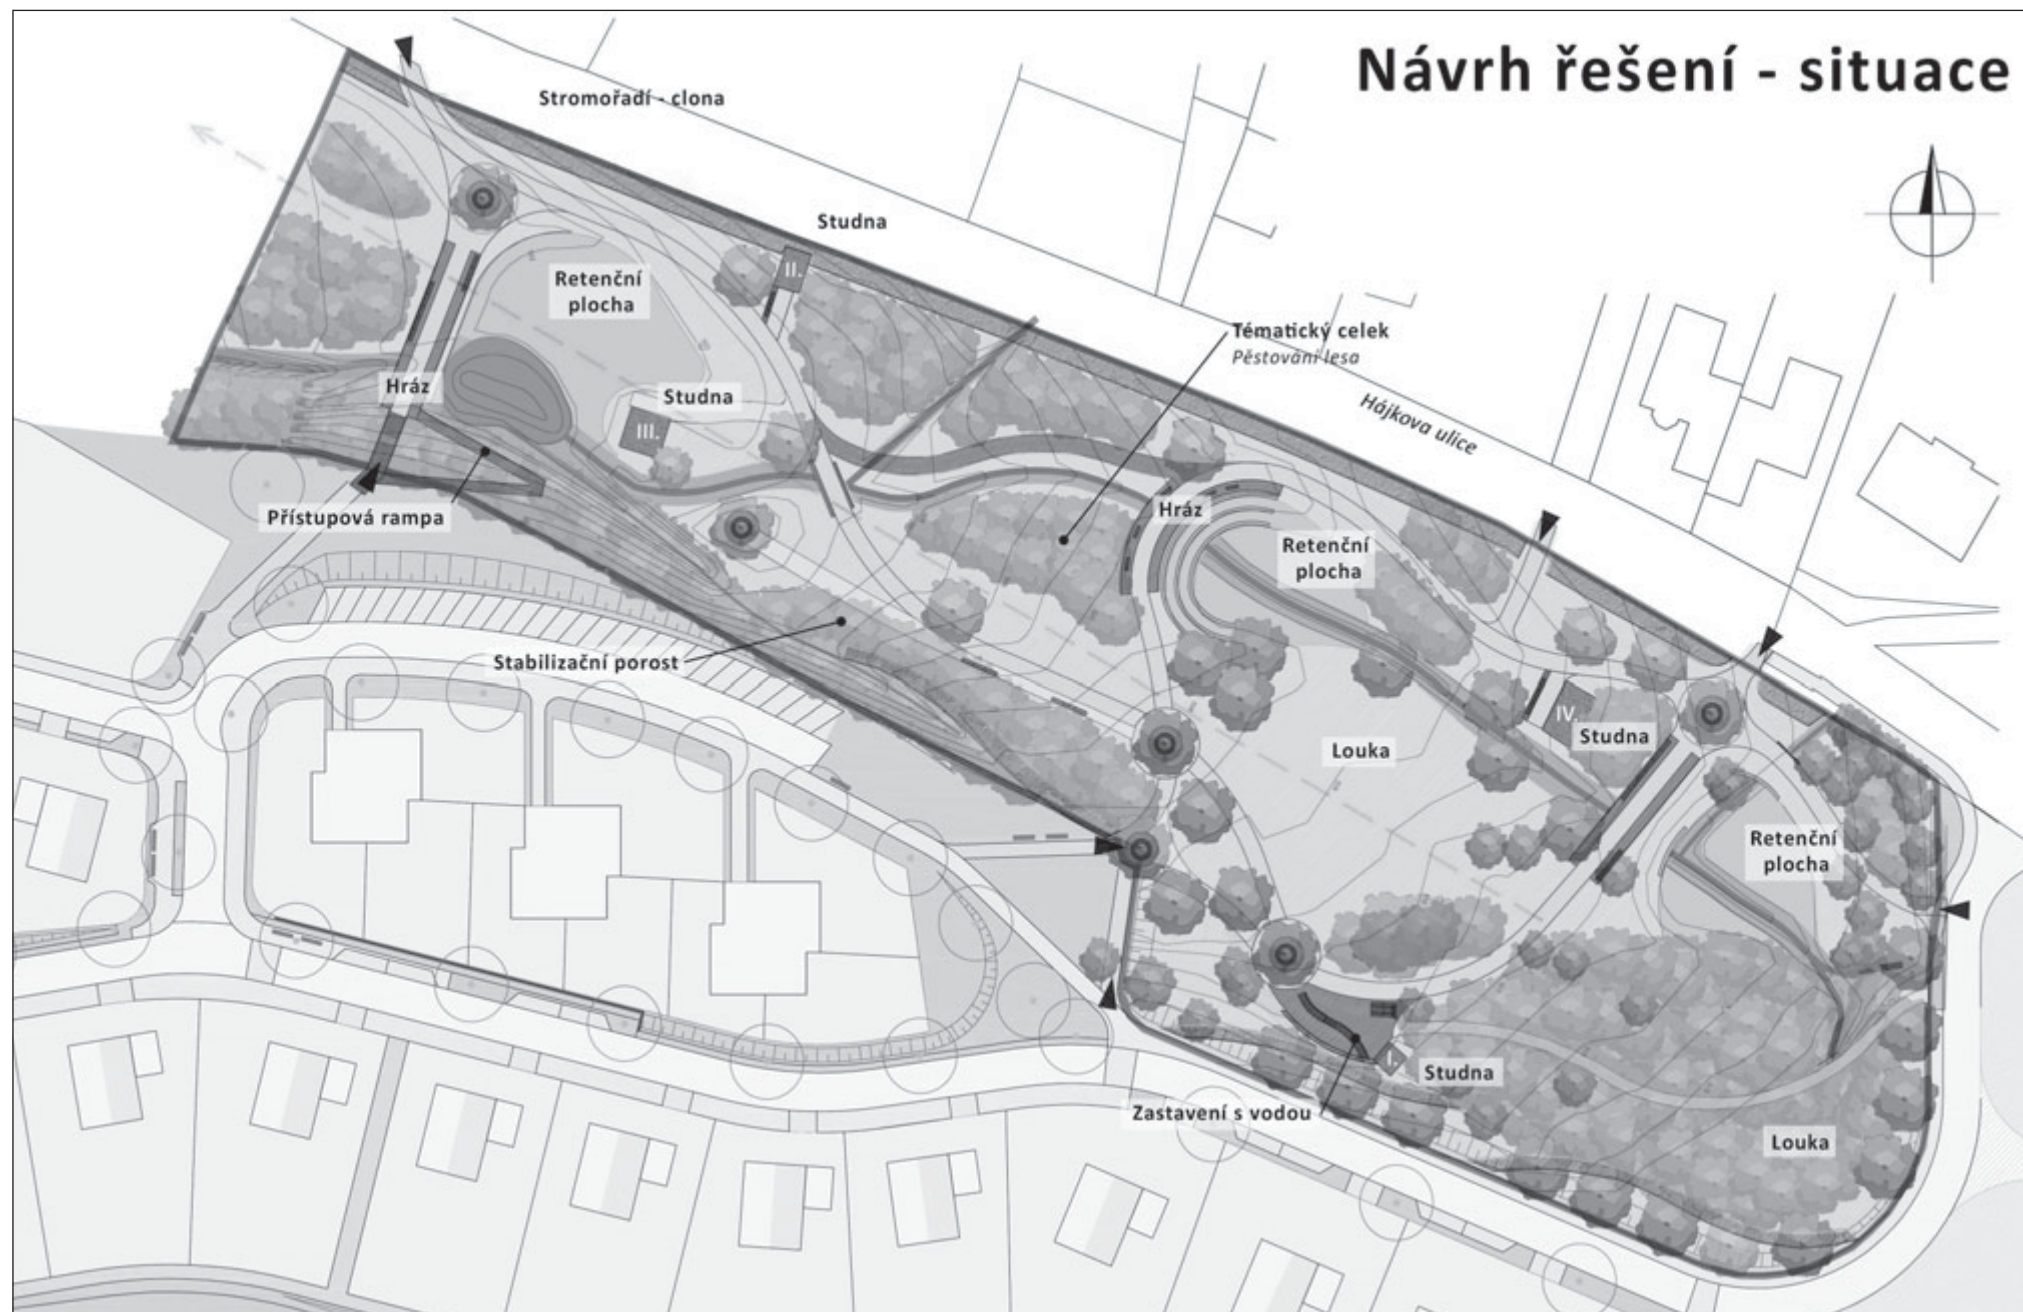 Návrh řešení - situace
Stromořadí - clona
Studna
II.
Retenční
plocha
Tématický celek
Pěstování lesa
Hráz
Studna
III.
Hájkova ulice
Přístupová rampa
Hráz
Retenční
plocha
Stabilizační porost
IV.
Studna
Louka
Retenční
plocha
I.
Studna
Zastavení s vodou
Louka